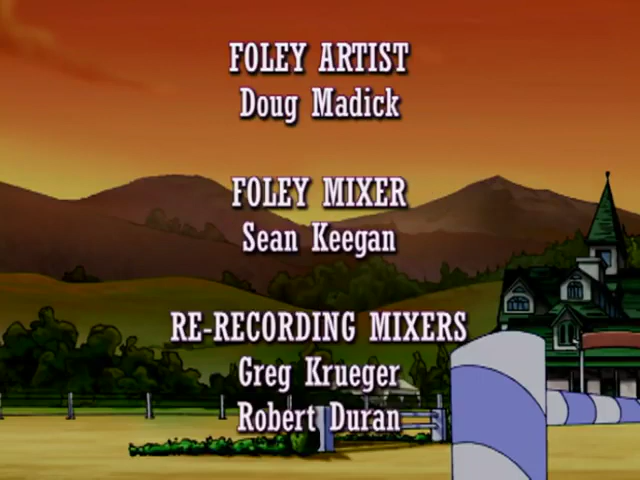 FOLEY ARTIST
Doug Madick
FOLEY MIXER
Sean Keegan
RE-RECORDING MIXERS
Greg Krueger
Robert Duran